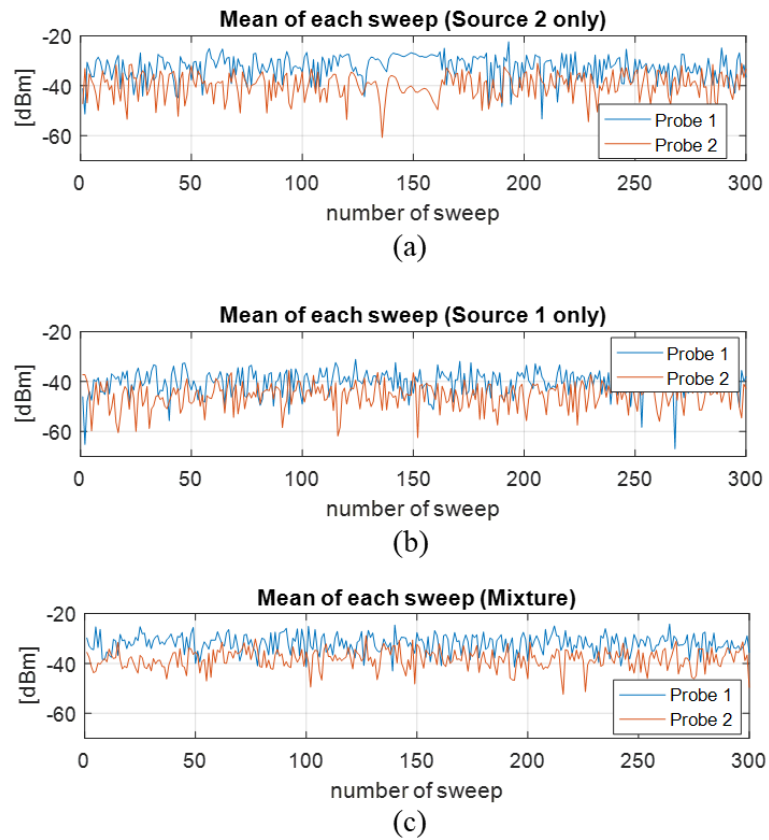 Mean of each sweep (Source 2 only)
-20
-40
-60
[dBm]
Probe 1
Probe 2
0 50 100 150 200 250 300
number of sweep
(a)
Mean of each sweep (Source 1 only)
-20
-40
-60
[dBm]
Probe 1
Probe 2
0 50 100 150 200 250 300
number of sweep
(b)
Mean of each sweep (Mixture)
-20
-40
-60
[dBm]
Probe 1
Probe 2
0 50 100 150 200 250 300
number of sweep
(c)